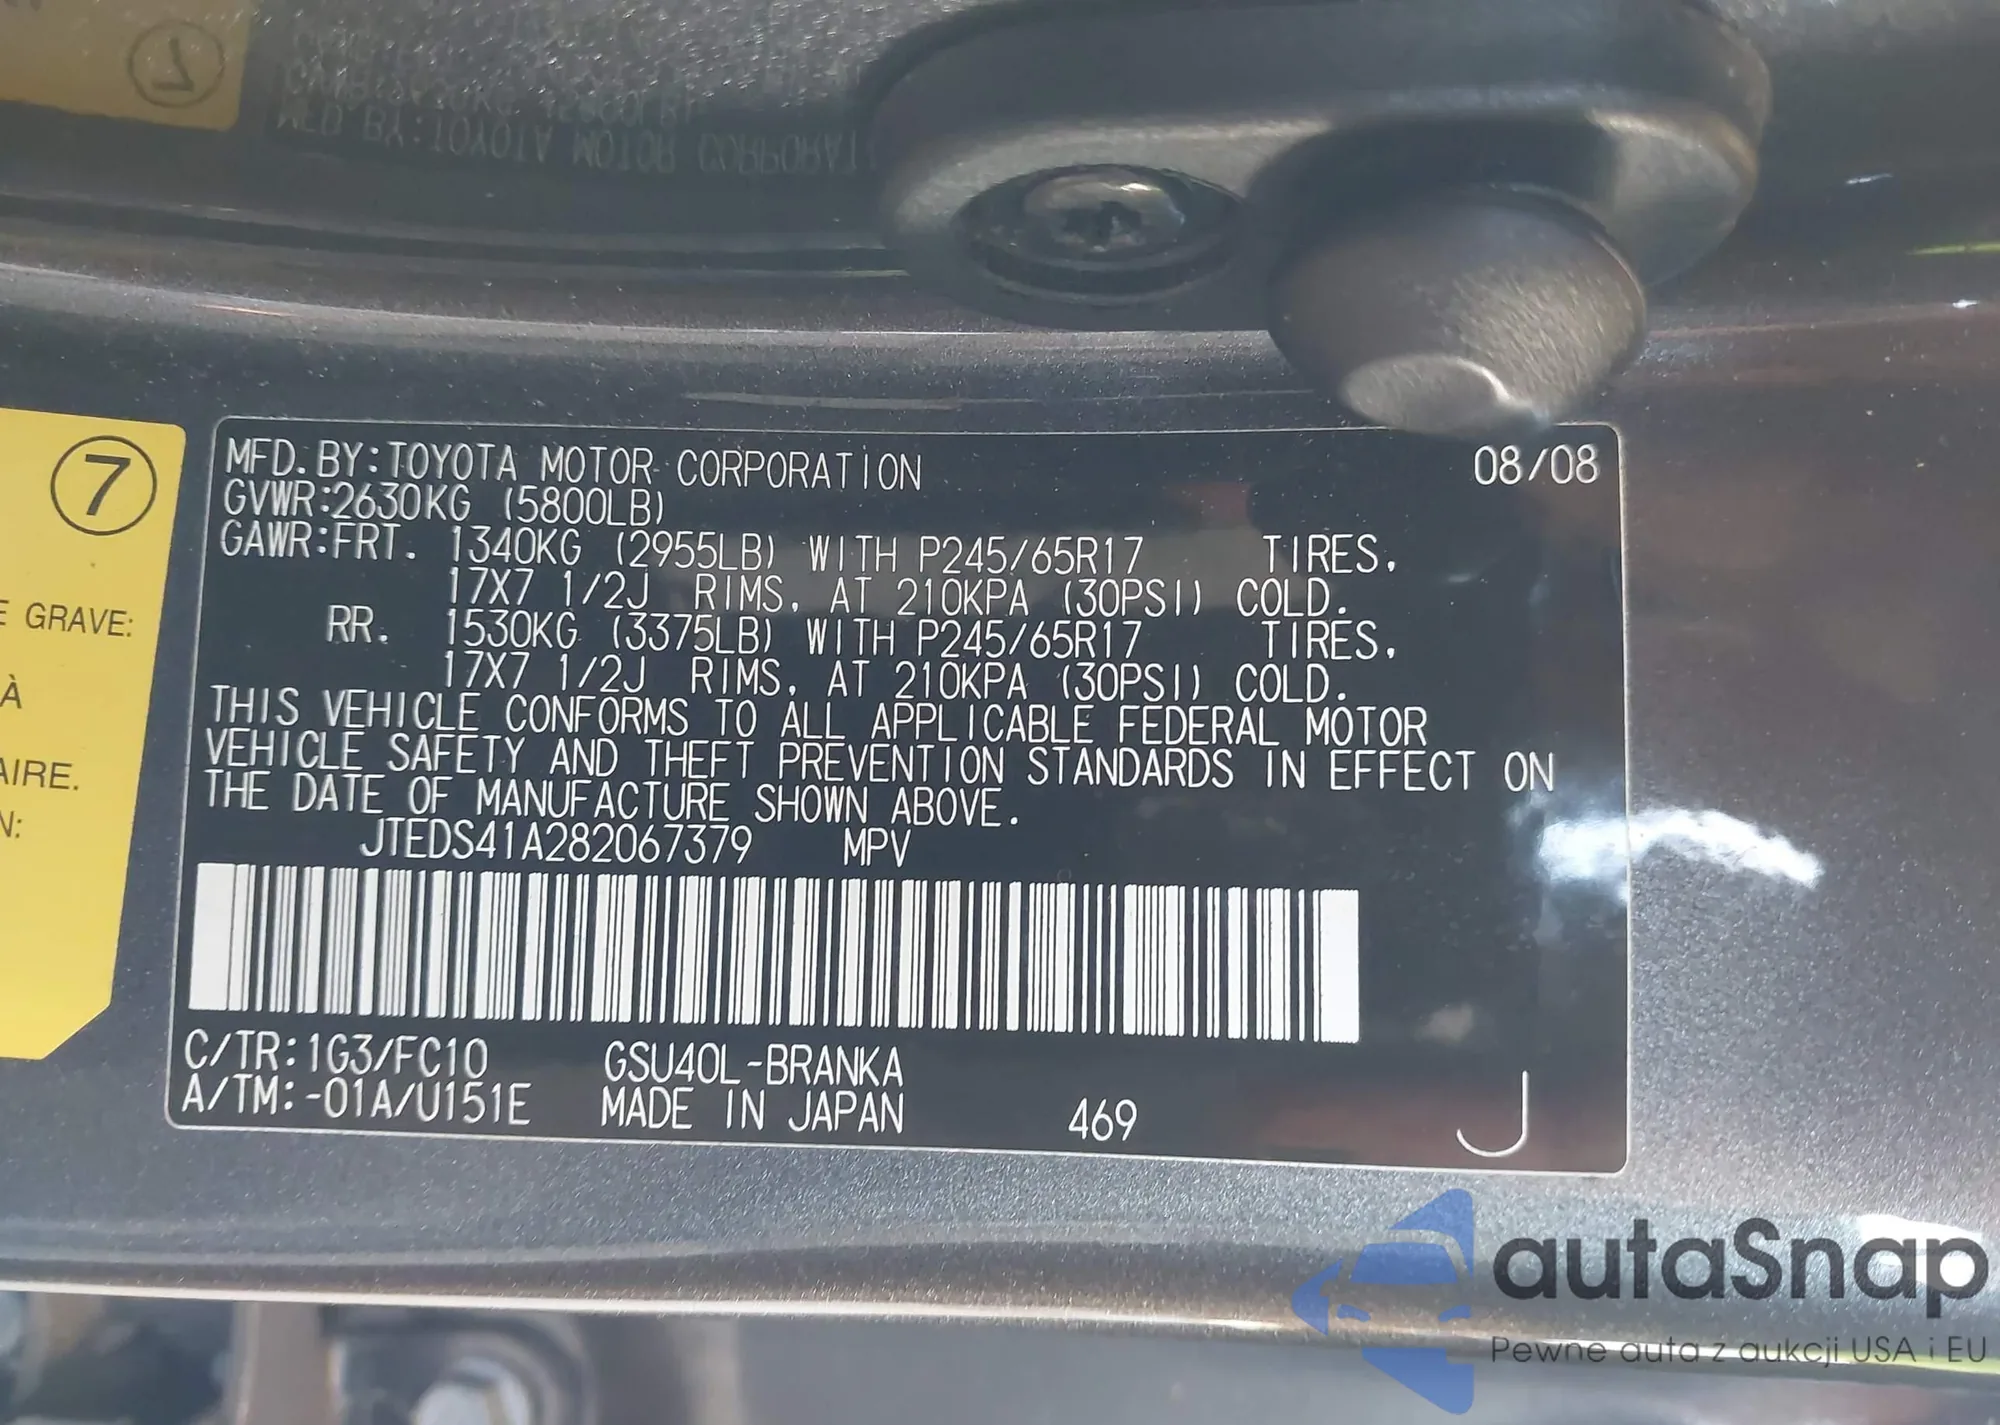 MFD. BY:TOYOTA MOTOR CORPORATION 08/08
GVWR:2630KG (5800LB)
GAWR:FRT. 1340KG (2955LB) WITH P245/65R17 TIRES.
17X7 1/2J RIMS, AT 210KPA (30PSI) COLD.
RR. 1530KG (3375LB) WITH P245/65R17 TIRES.
17X7 1/2J RIMS, AT 210KPA (30PSI) COLD.
THIS VEHICLE CONFORMS TO ALL APPLICABLE FEDERAL MOTOR
VEHICLE SAFETY AND THEFT PREVENTION STANDARDS IN EFFECT ON
THE DATE OF MANUFACTURE SHOWN ABOVE.
JTEDS41A282067379 MPV
C/TR:1G3/FC10 GSU40L-BRANKA
A/TM:-01A/U151E MADE IN JAPAN 469 J
7
E GRAVE:
À
AIRE.
N:
autaSnap
Pewne auta z aukcji USA i EU